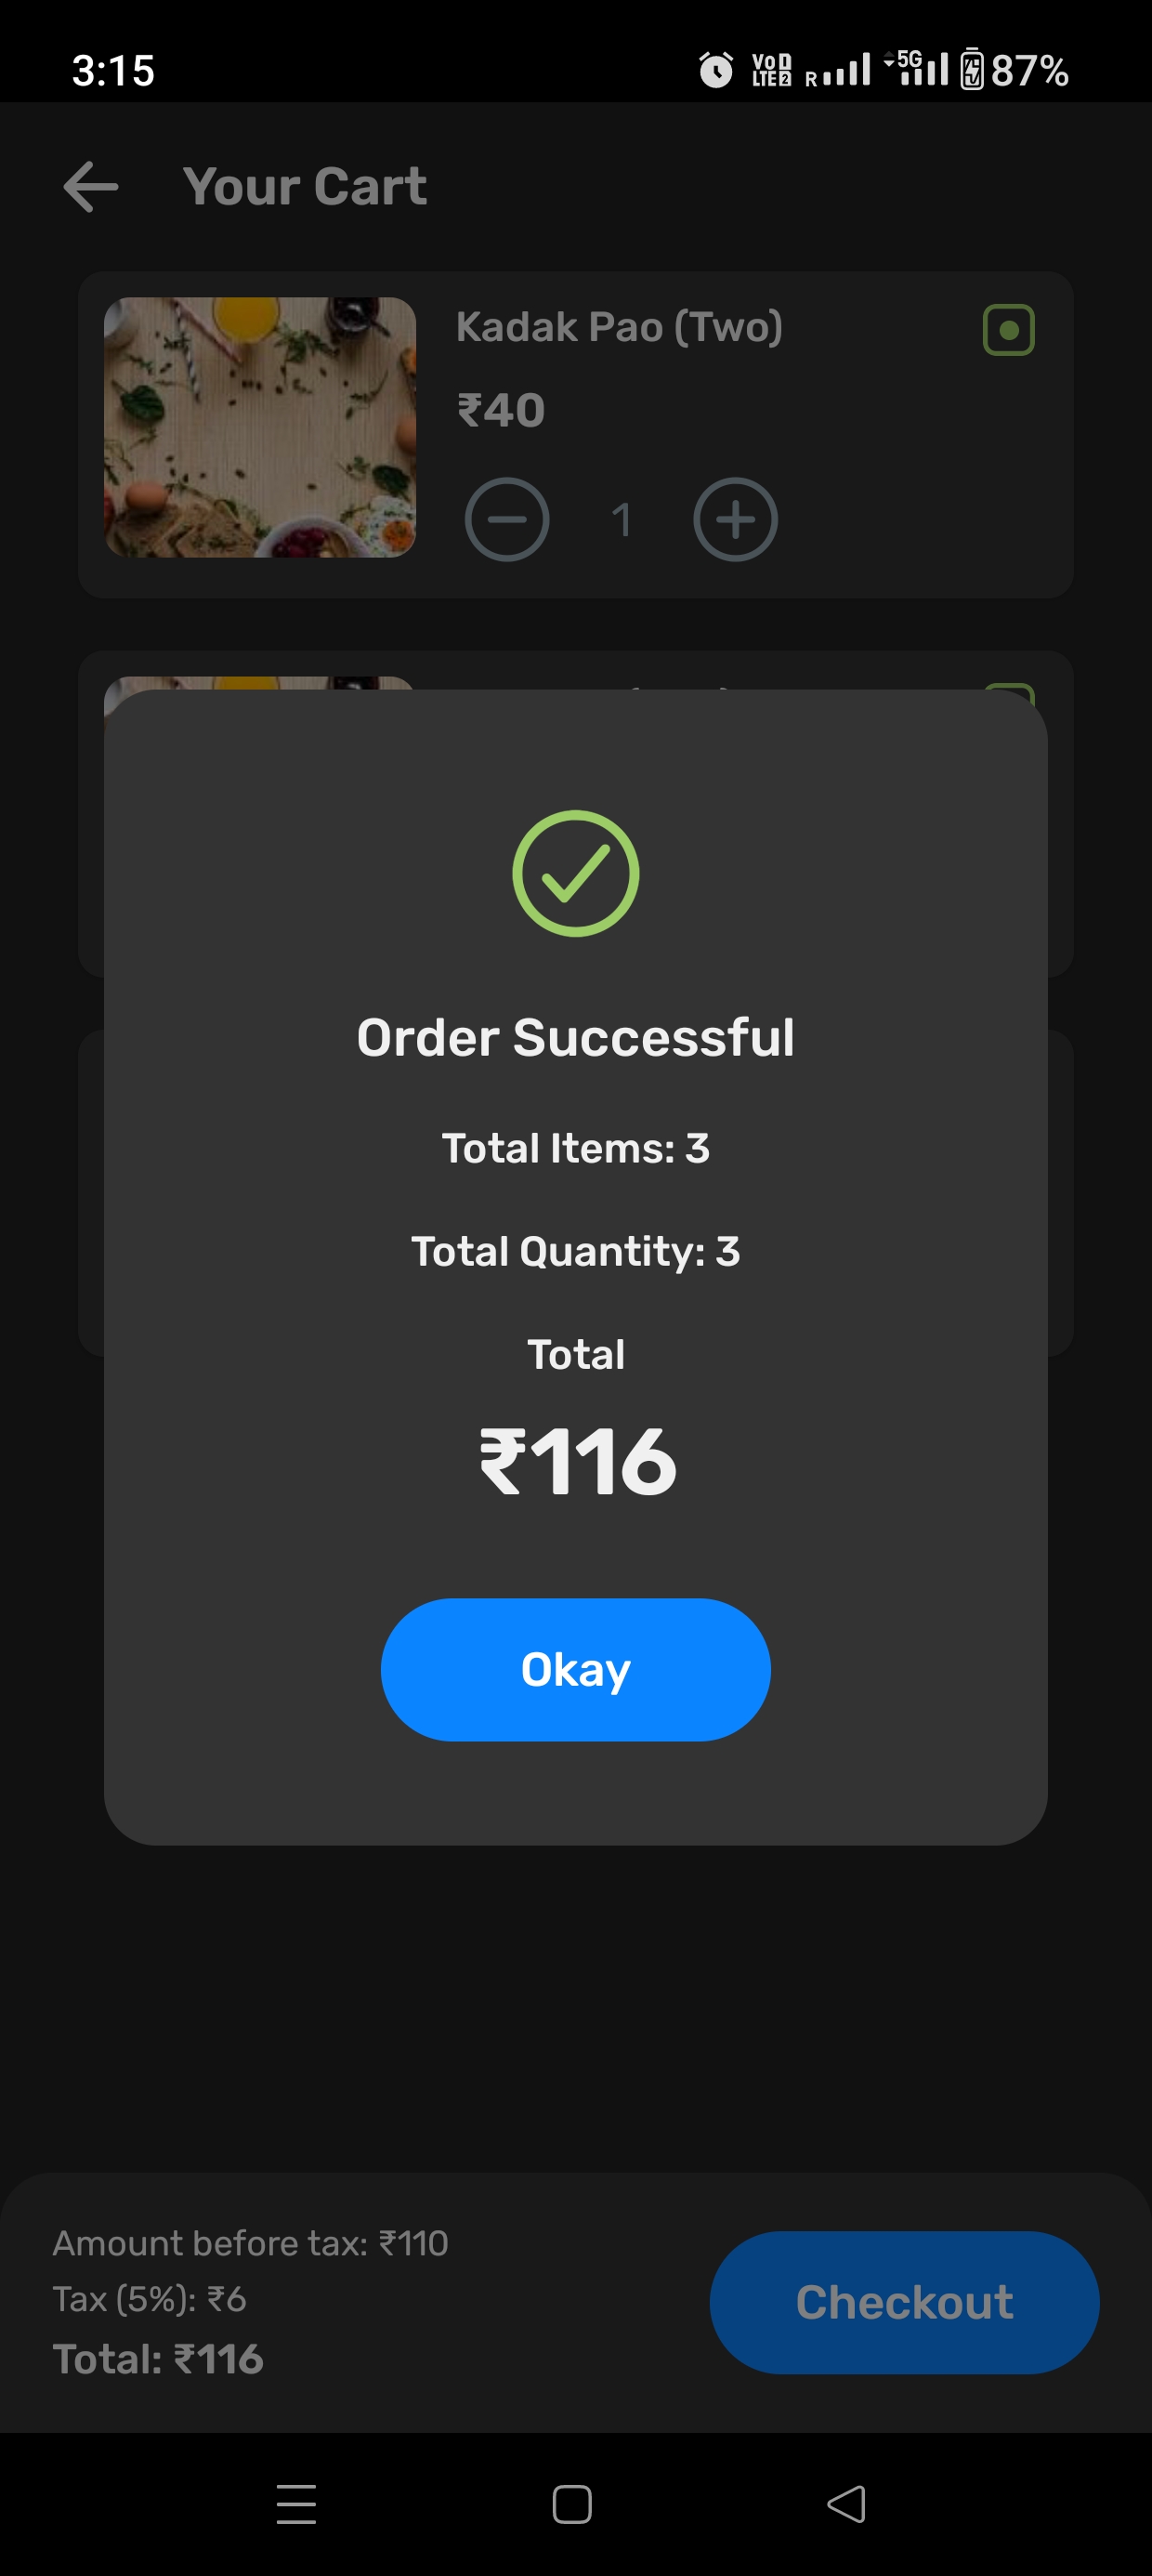 3:15
VoD
LTE2
R
5G
87%
Your Cart
Kadak Pao (Two)
₹40
1
Order Successful
Total Items: 3
Total Quantity: 3
Total
₹116
Okay
Amount before tax: ₹110
Tax (5%): ₹6
Total: ₹116
Checkout